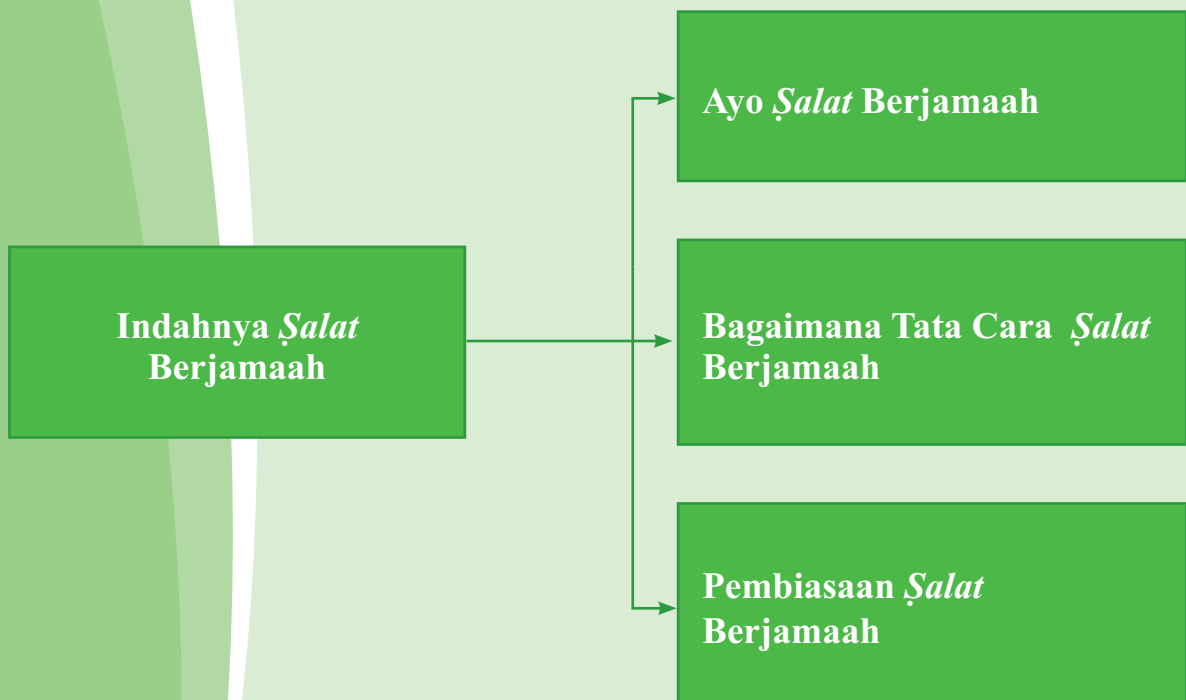 Indahnya Ṣalat
Berjamaah
Ayo Ṣalat Berjamaah
Bagaimana Tata Cara Ṣalat
Berjamaah
Pembiasaan Ṣalat
Berjamaah